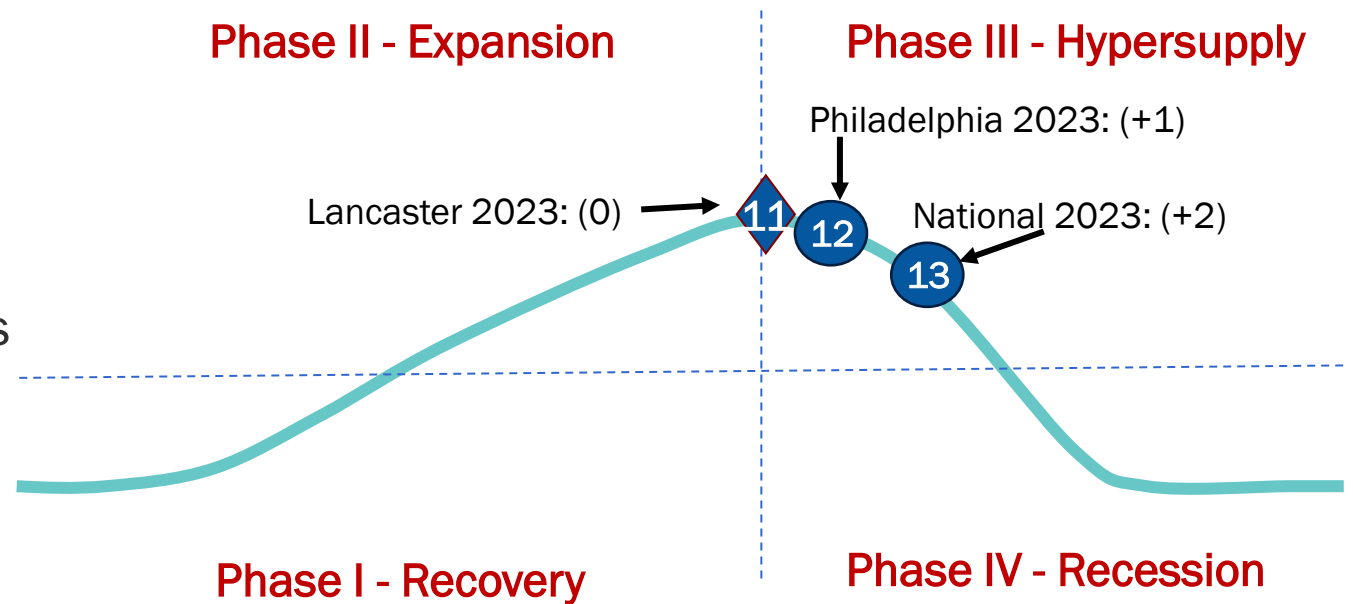 Phase II - Expansion
Phase III - Hypersupply
Philadelphia 2023: (+1)
Lancaster 2023: (0)
11
12
National 2023: (+2)
13
s
Phase I - Recovery
Phase IV - Recession